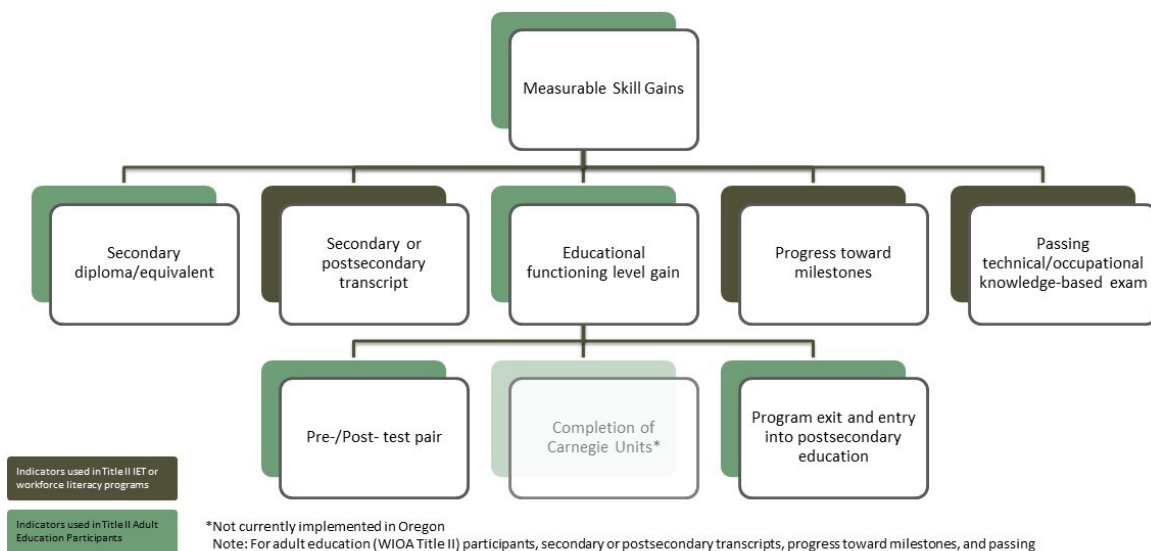 Measurable Skill Gains
Secondary
diploma/equivalent
Secondary or
postsecondary
transcript
Educational
functioning level gain
Progress toward
milestones
Passing
technical/occupational
knowledge-based exam
Pre-/Post- test pair
Completion of
Carnegie Units*
Program exit and entry
into postsecondary
education
Indicators used in Title II IET or
workforce literacy programs
Indicators used in Title II Adult
Education Participants
*Not currently implemented in Oregon
Note: For adult education (WIOA Title II) participants, secondary or postsecondary transcripts, progress toward milestones, and passing